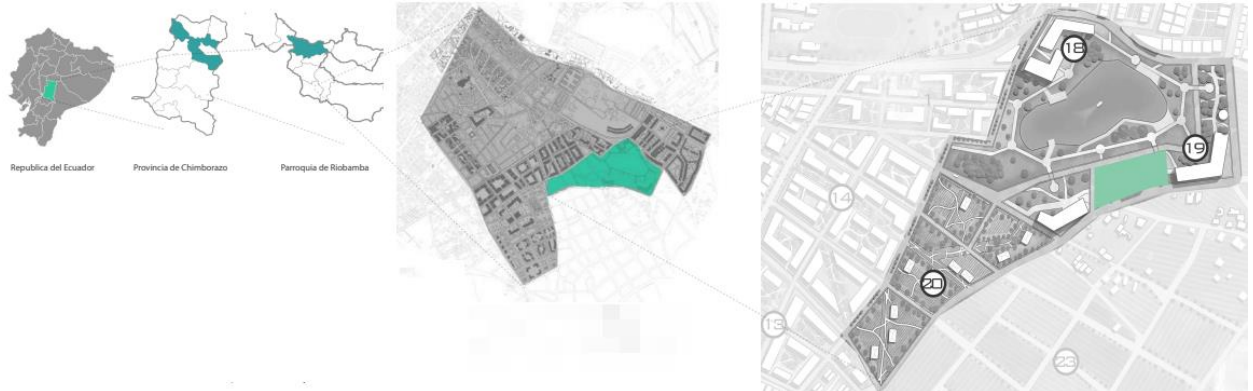 Republica del Ecuador
Provincia de Chimborazo
Parroquia de Riobamba
18
19
14
20
13
23